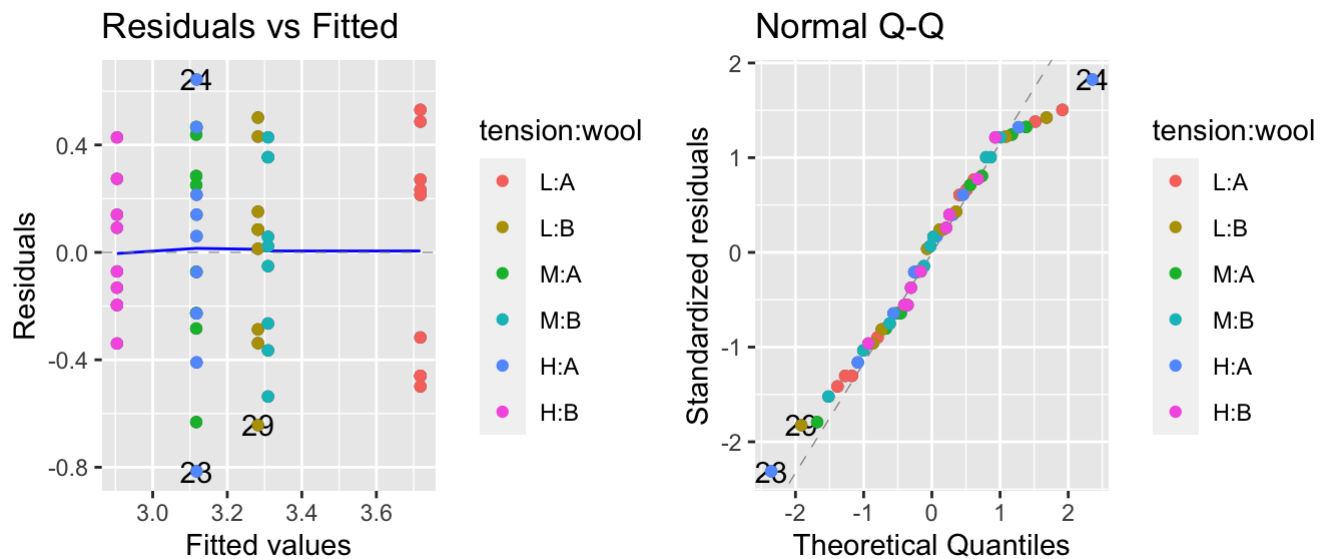 Residuals vs Fitted
24
0.4
0.0
-0.4
-0.8
29
23
3.0
3.2
3.4
3.6
Residuals
Fitted values
tension:wool
L:A
L:B
M:A
M:B
H:A
H:B
Normal Q-Q
2
1
0
-1
-2
24
29
23
-2
-1
0
1
2
Standardized residuals
Theoretical Quantiles
tension:wool
L:A
L:B
M:A
M:B
H:A
H:B